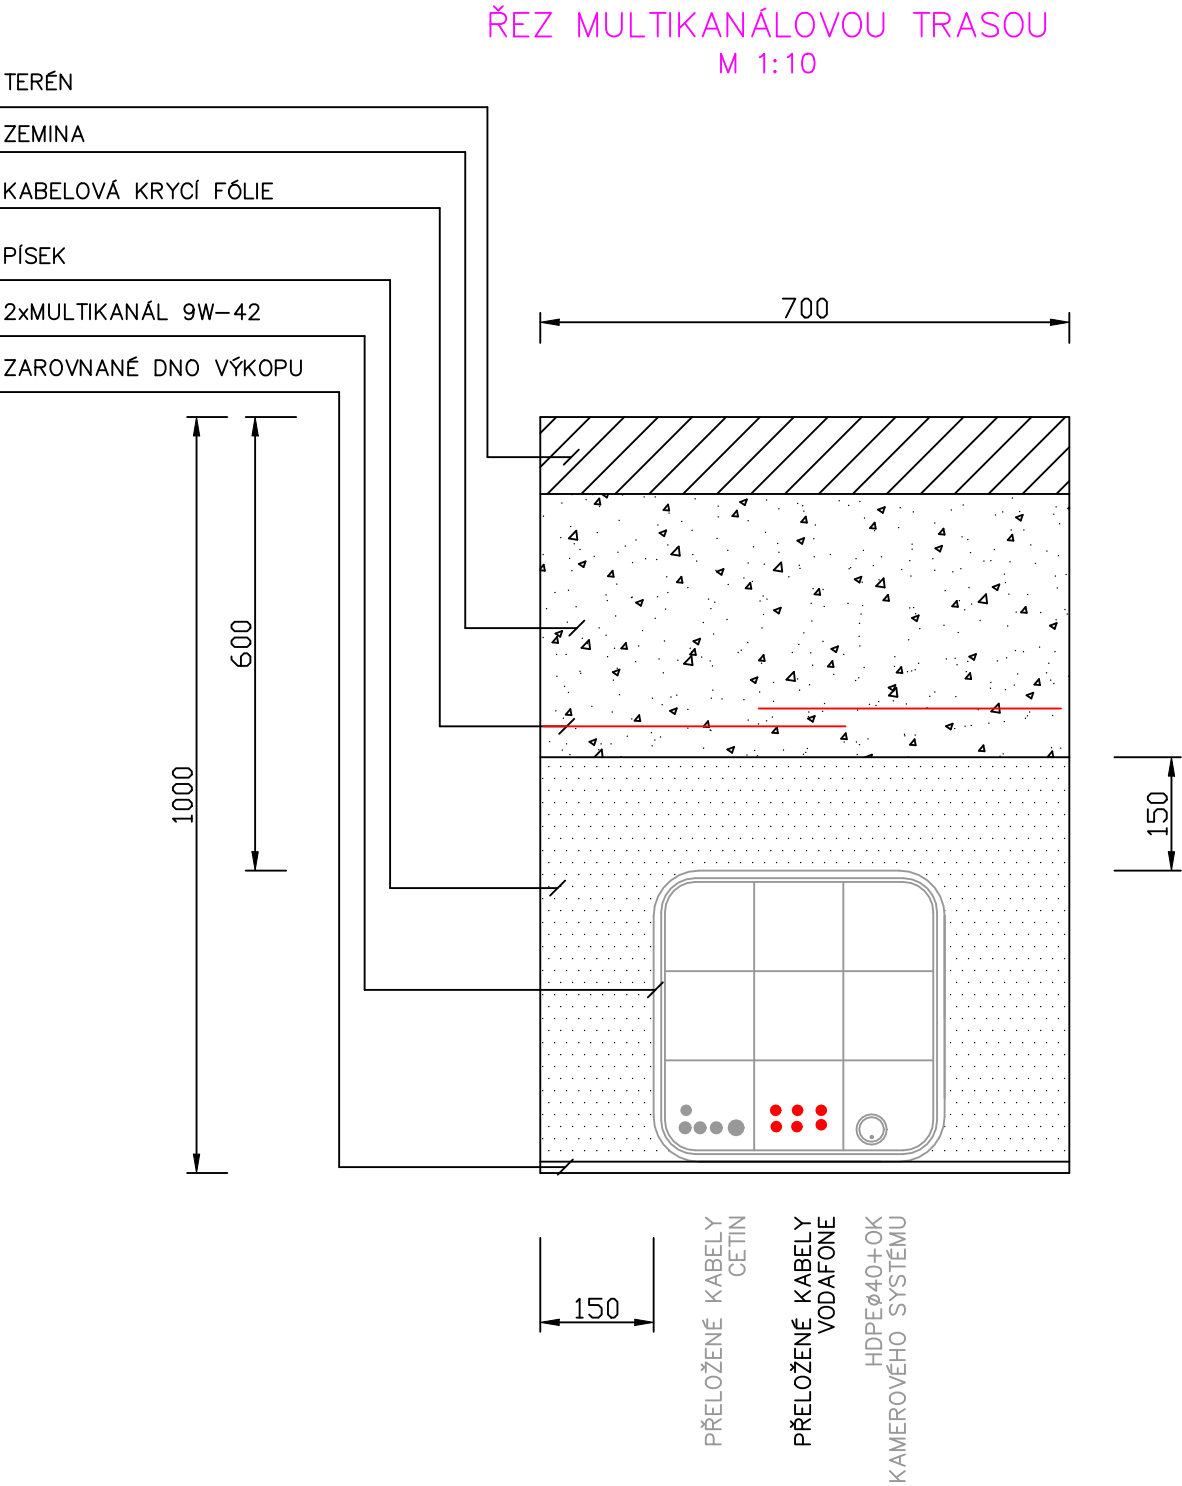 ŘEZ MULTIKANÁLOVOU TRASOU
M 1:10
TERÉN
ZEMINA
KABELOVÁ KRYCÍ FÓLIE
PÍSEK
2xMULTIKANÁL 9W-42
ZAROVNANÉ DNO VÝKOPU
700
600
1000
150
150
PŘELOŽENÉ KABELY
CETIN
PŘELOŽENÉ KABELY
VODAFONE
HDPEø40+OK
KAMEROVÉHO SYSTÉMU